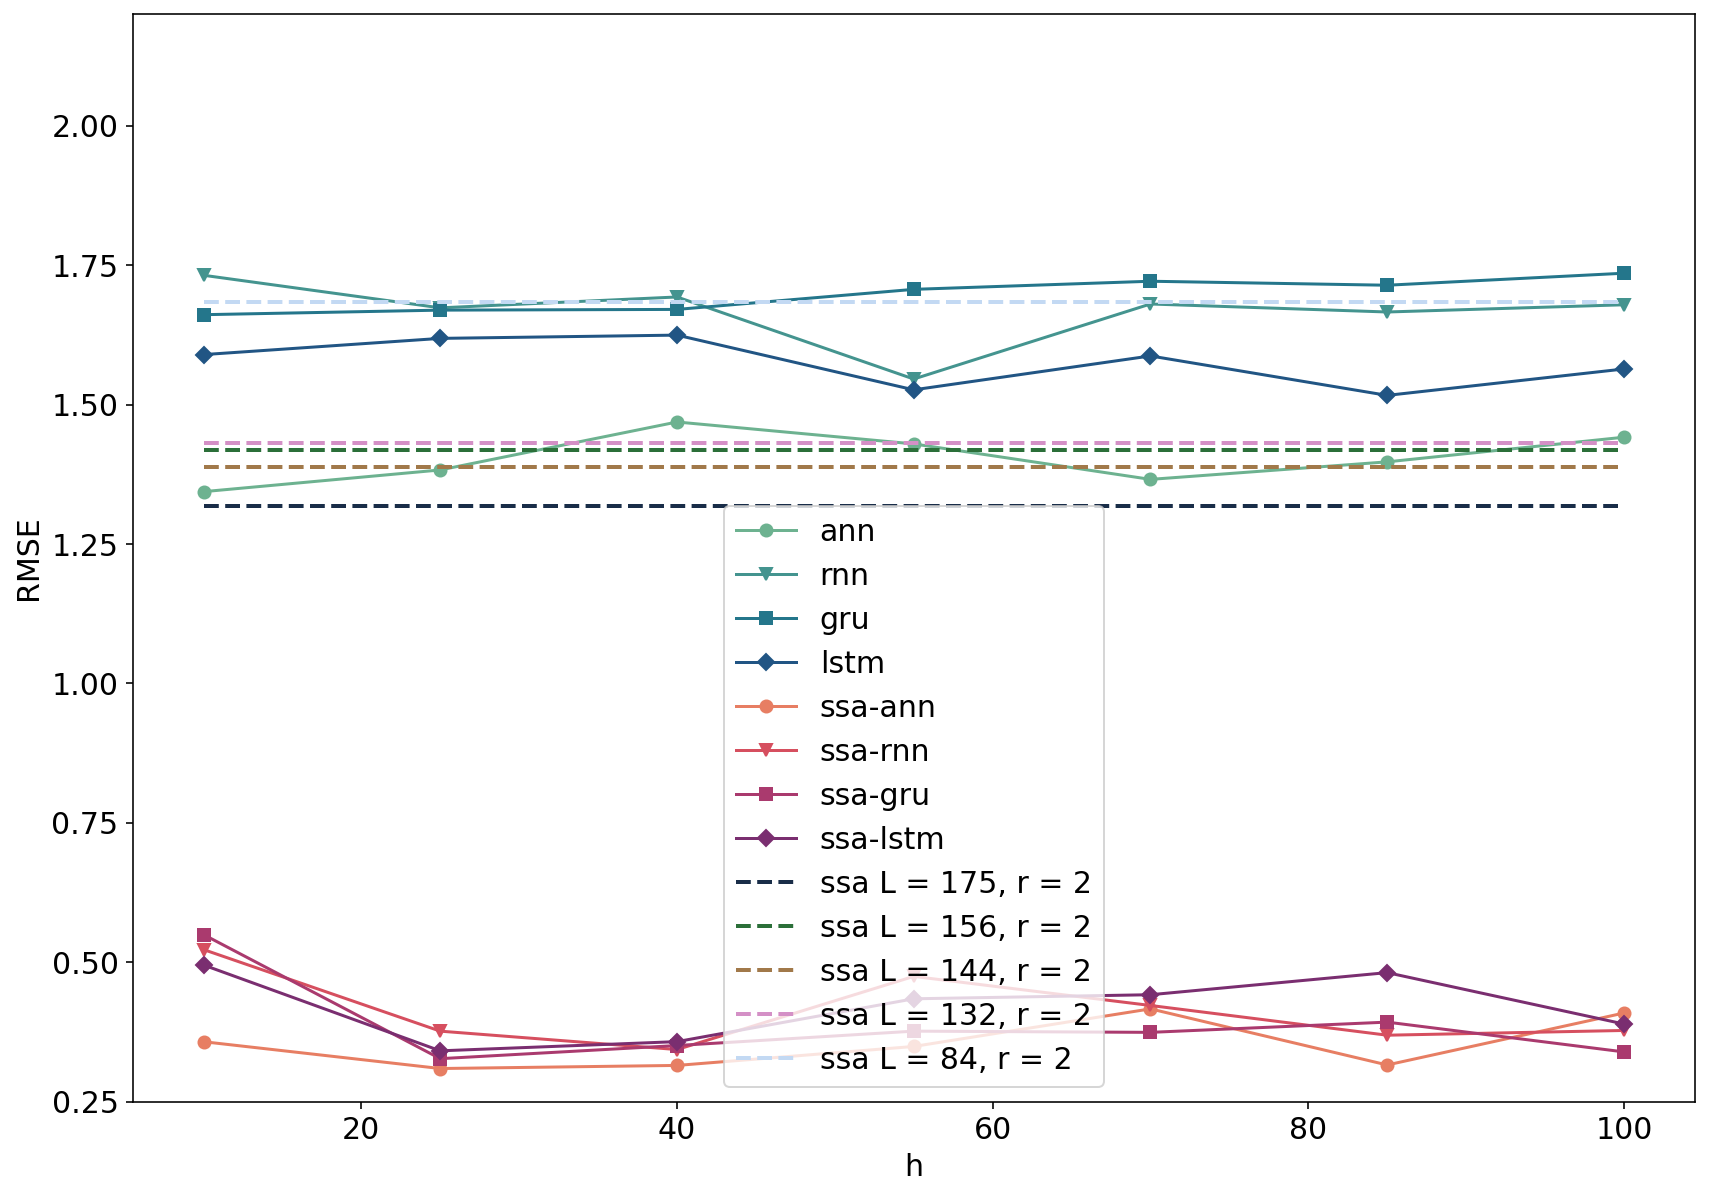 2.00
1.75
1.50
1.25
1.00
0.75
0.50
0.25
RMSE
ann
rnn
gru
lstm
ssa-ann
ssa-rnn
ssa-gru
ssa-lstm
ssa L = 175, r = 2
ssa L = 156, r = 2
ssa L = 144, r = 2
ssa L = 132, r = 2
ssa L = 84, r = 2
20 40 60 80 100
h